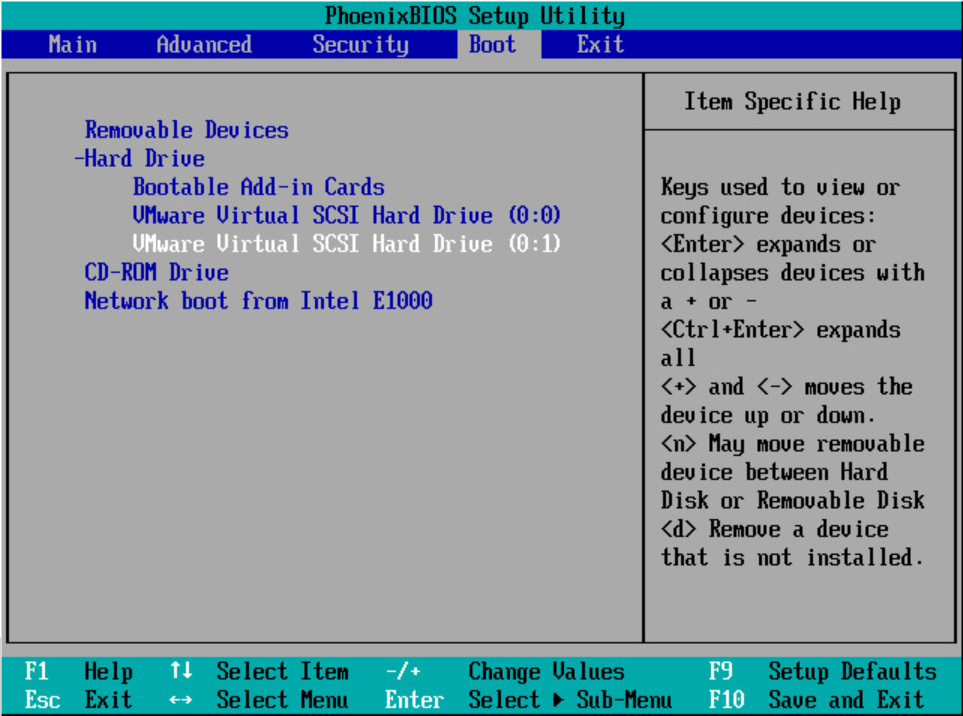 PhoenixBIOS Setup Utility
Main Advanced Security Boot Exit
Removable Devices
-Hard Drive
Bootable Add-in Cards
VMware Virtual SCSI Hard Drive (0:0)
VMware Virtual SCSI Hard Drive (0:1)
CD-ROM Drive
Network boot from Intel E1000
Item Specific Help
Keys used to view or
configure devices:
<Enter> expands or
collapses devices with
a + or -
<Ctrl+Enter> expands
all
<+> and <-> moves the
device up or down.
<n> May move removable
device between Hard
Disk or Removable Disk
<d> Remove a device
that is not installed.
F1 Help ↑↓ Select Item -/+ Change Values F9 Setup Defaults
Esc Exit ↔ Select Menu Enter Select ▶ Sub-Menu F10 Save and Exit